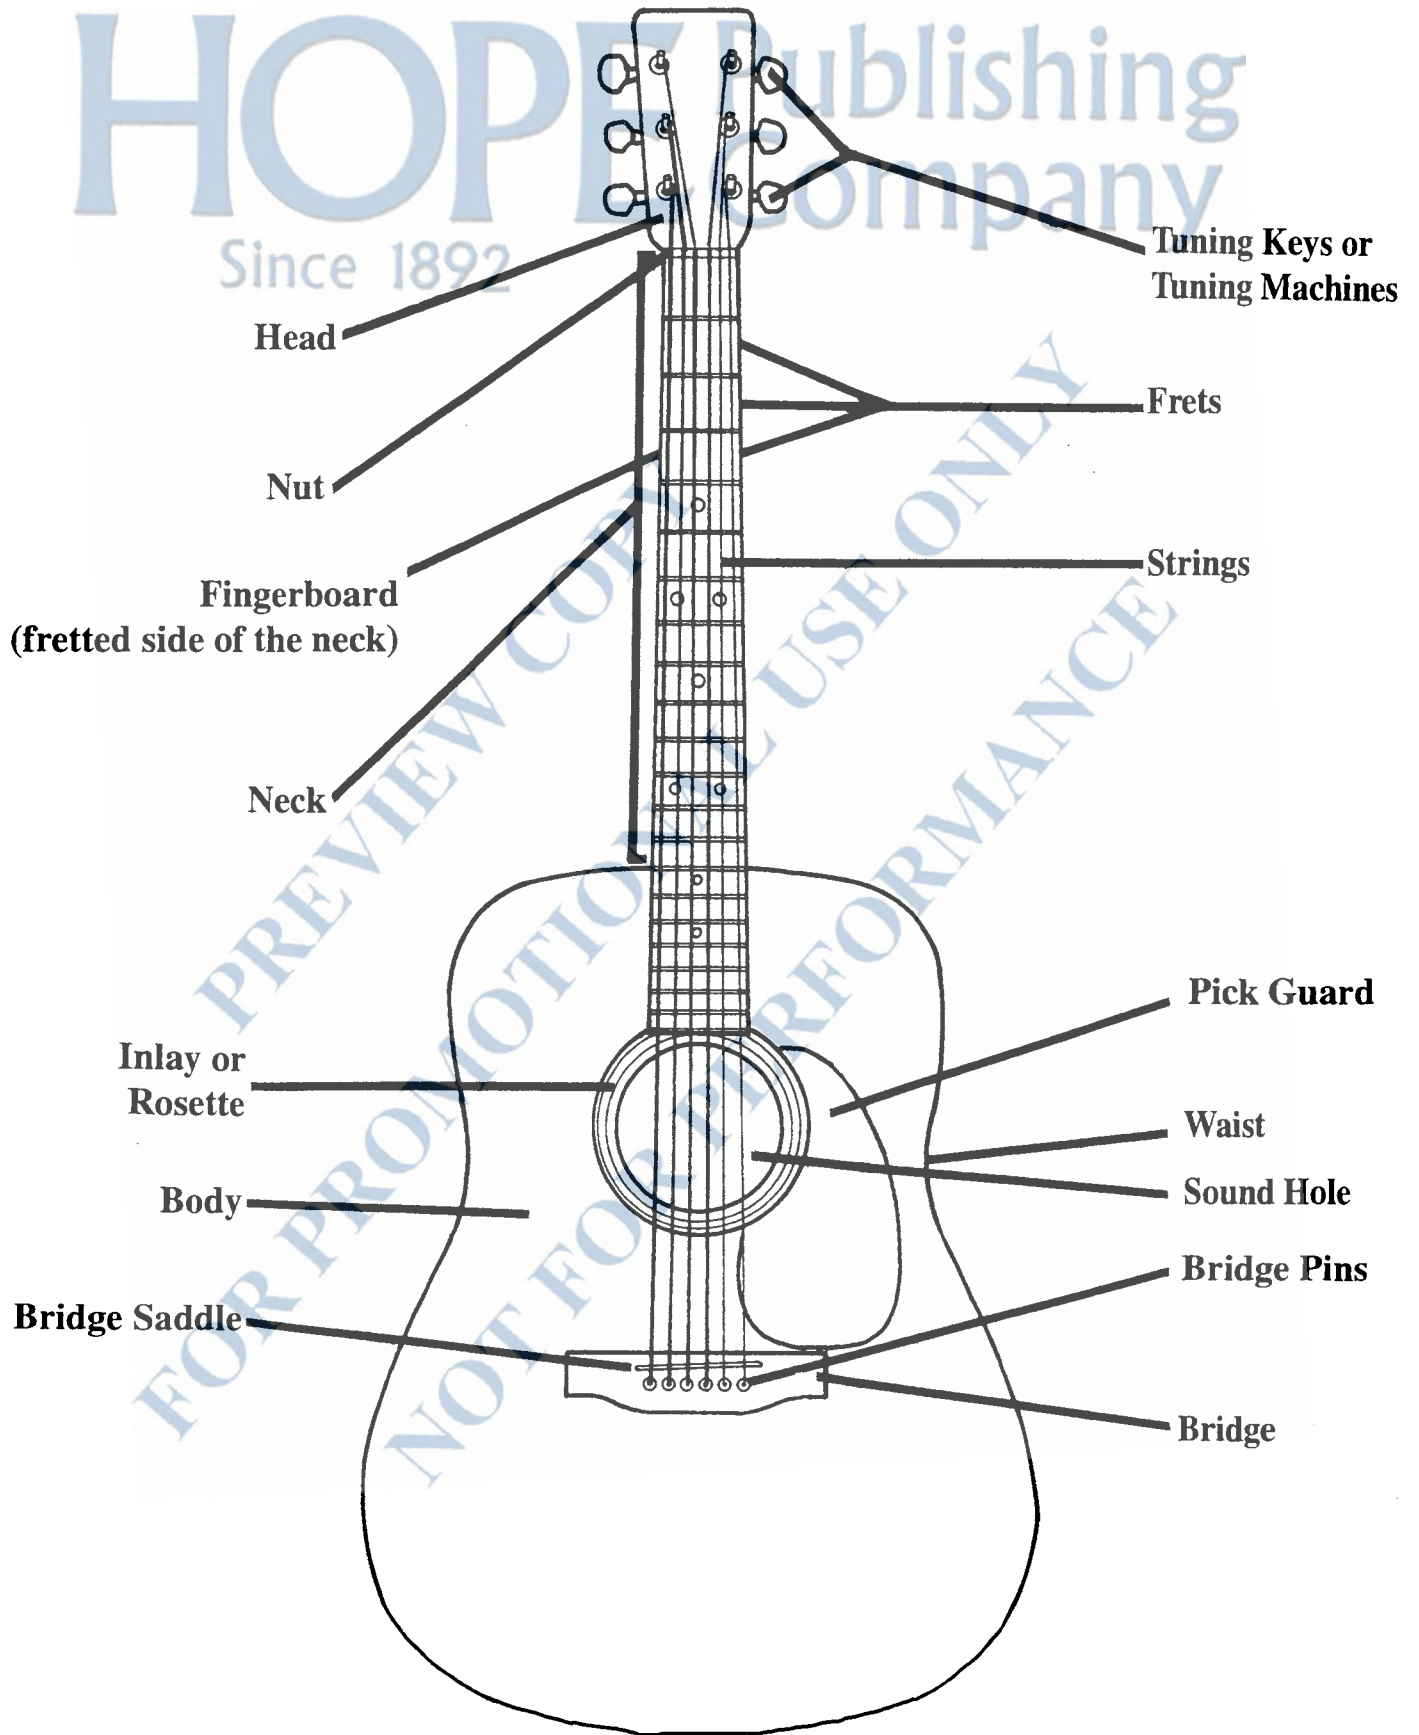 HOPE Publishing
Company
Since 1892
Tuning Keys or
Tuning Machines
Head
Frets
Nut
Strings
Fingerboard
(fretted side of the neck)
Neck
Pick Guard
Inlay or
Rosette
Waist
Sound Hole
Body
Bridge Pins
Bridge Saddle
Bridge
PREVIEW COPY
FOR PROMOTIONAL USE ONLY
NOT FOR PERFORMANCE